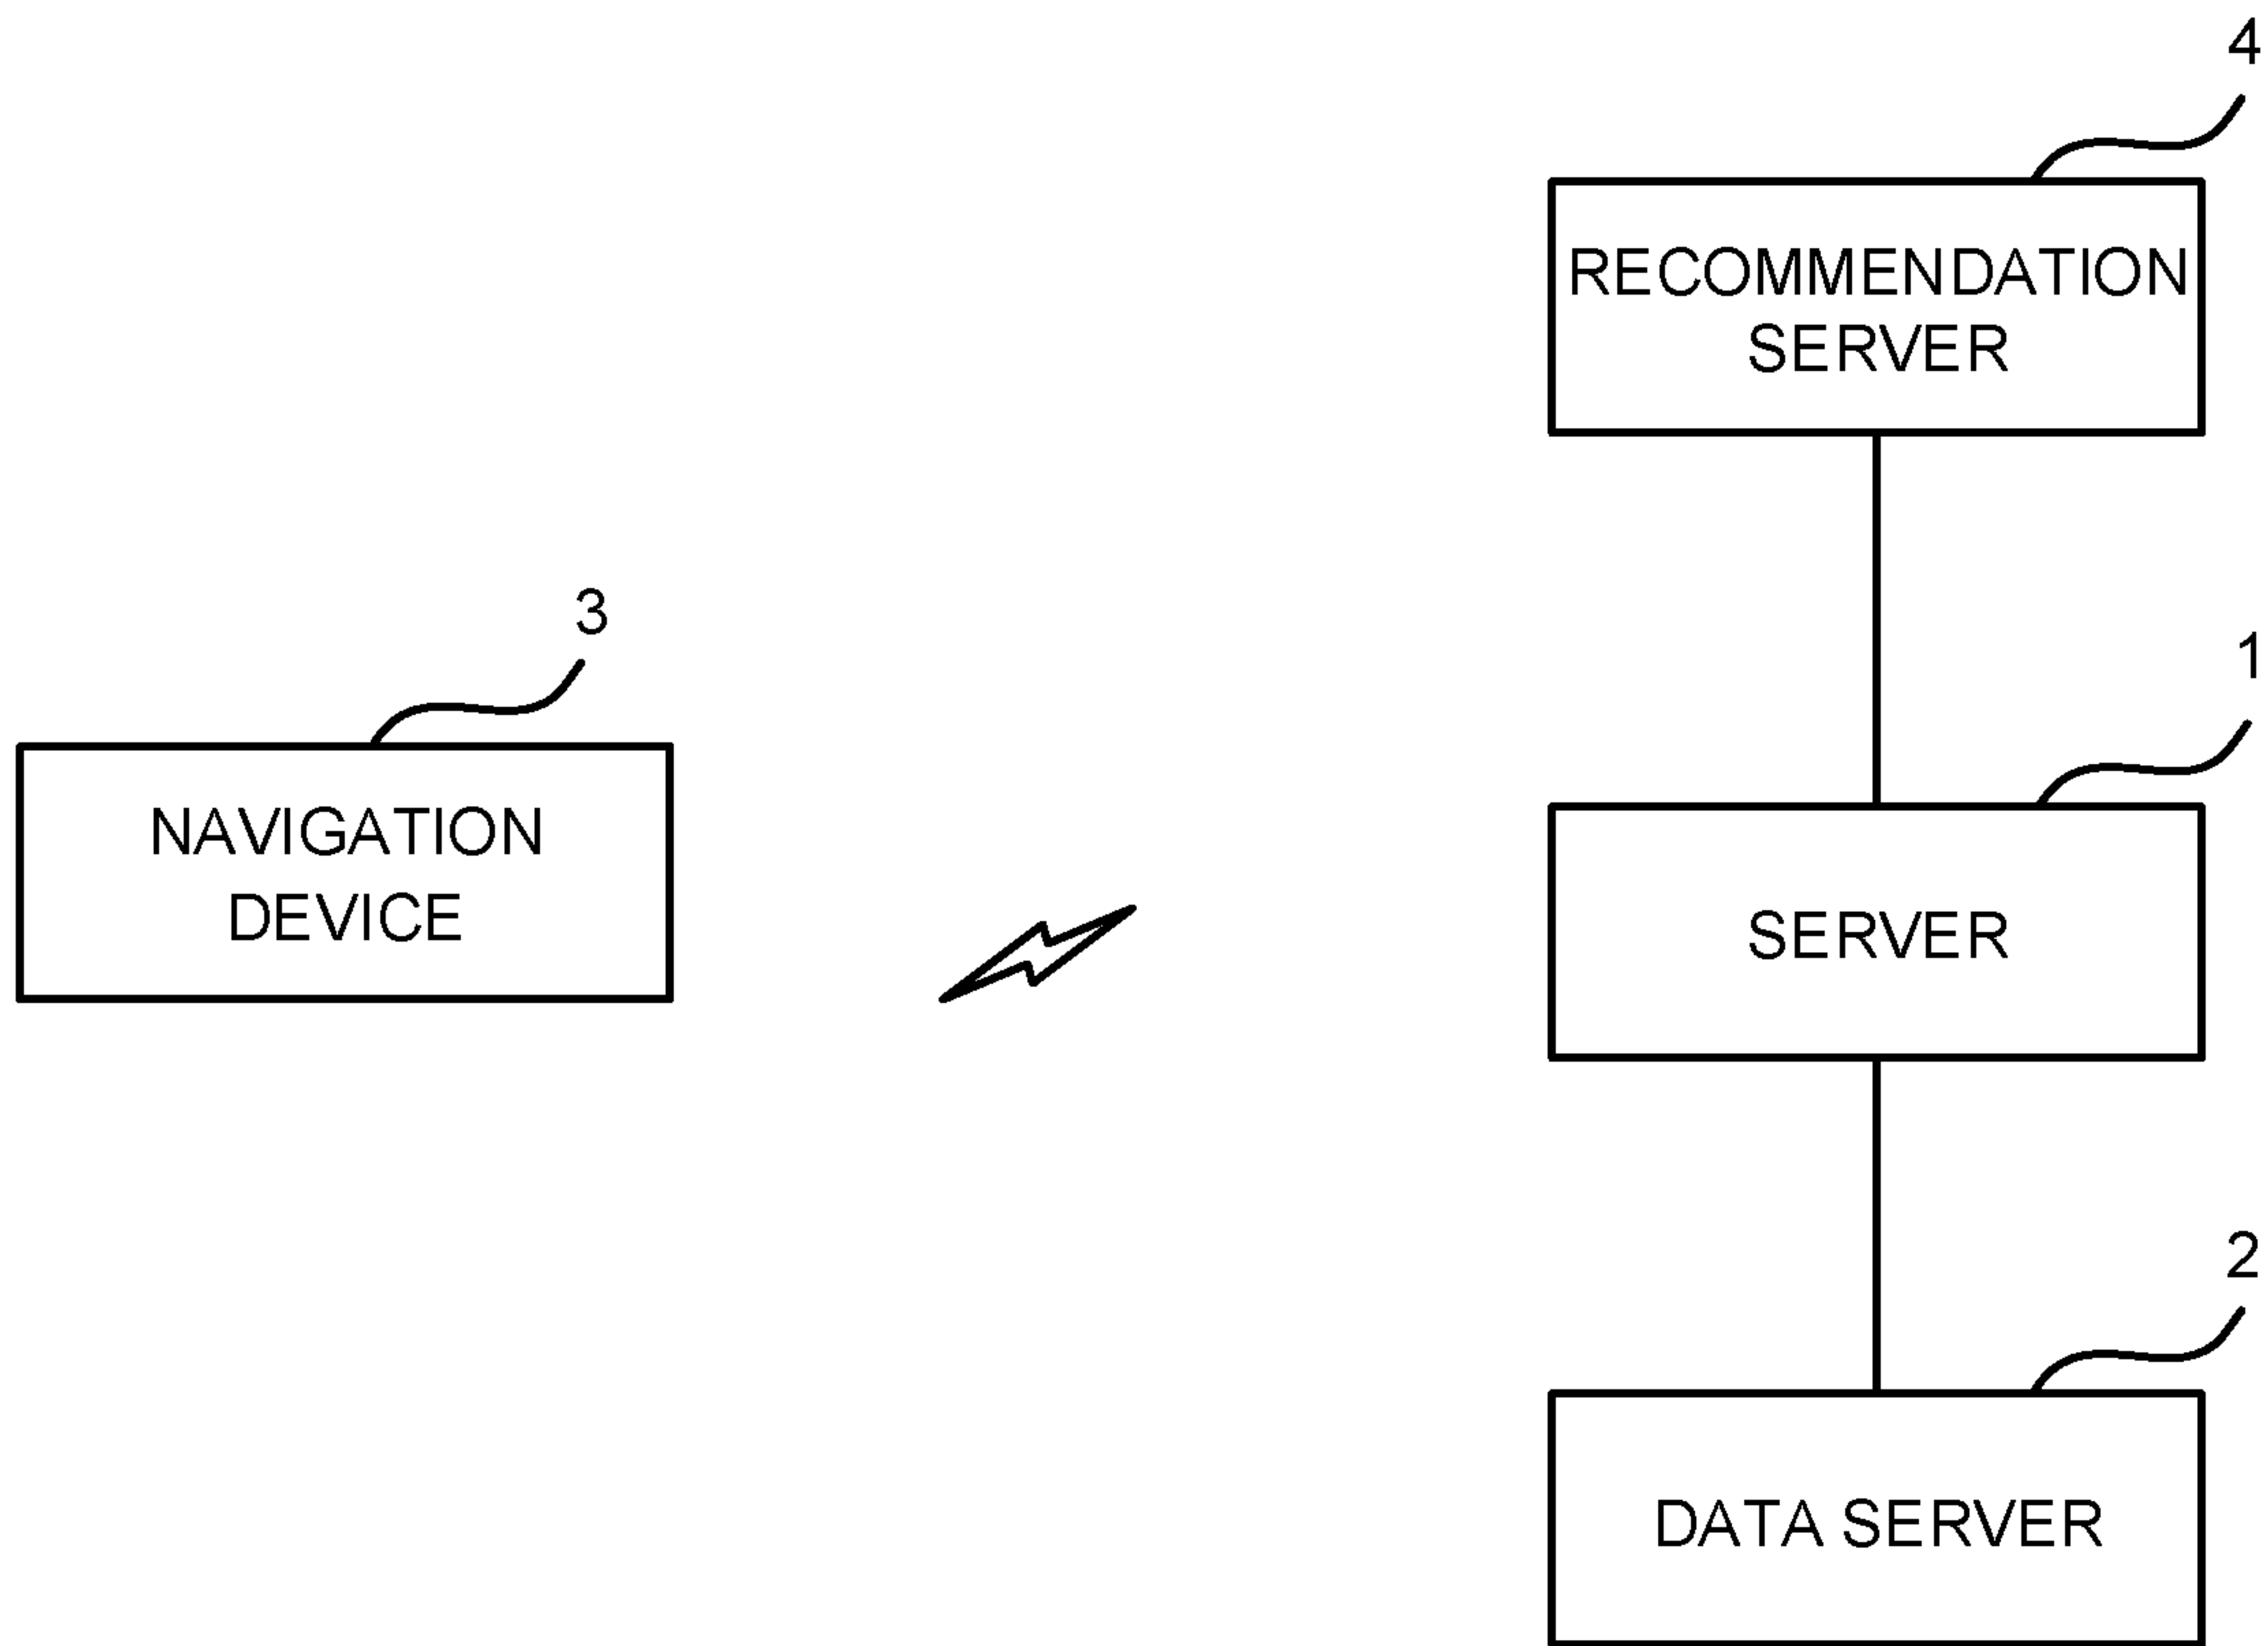 4
RECOMMENDATION
SERVER
3
NAVIGATION
DEVICE
1
SERVER
2
DATA SERVER